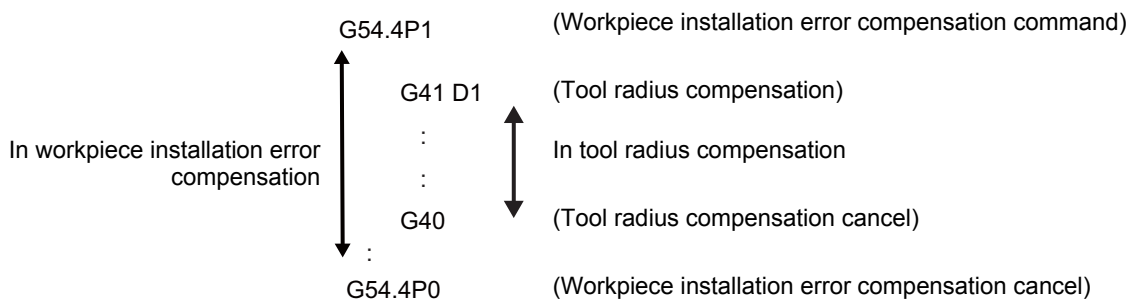 G54.4P1 (Workpiece installation error compensation command)
G41 D1 (Tool radius compensation)
:
In workpiece installation error
compensation
In tool radius compensation
:
G40 (Tool radius compensation cancel)
:
G54.4P0 (Workpiece installation error compensation cancel)